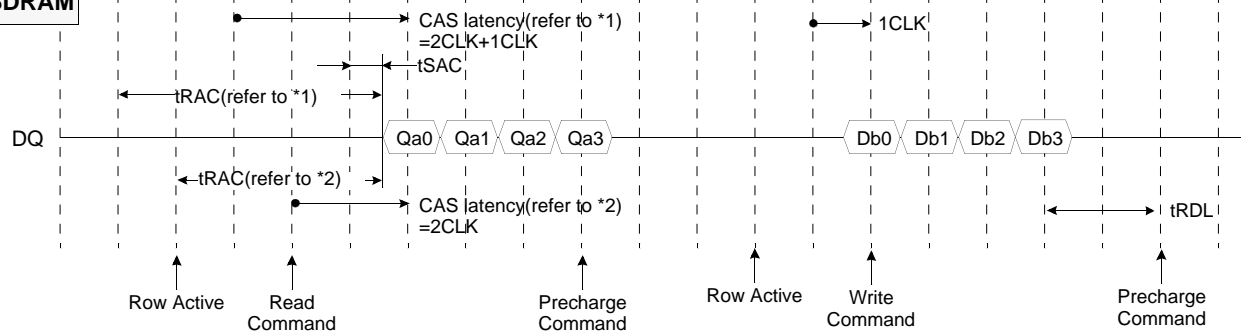 SDRAM
CAS latency(refer to *1)
=2CLK+1CLK
1CLK
tSAC
tRAC(refer to *1)
DQ
Qa0 Qa1 Qa2 Qa3 Db0 Db1 Db2 Db3
tRAC(refer to *2)
CAS latency(refer to *2)
=2CLK
tRDL
Row Active
Read
Command
Precharge
Command
Row Active
Write
Command
Precharge
Command